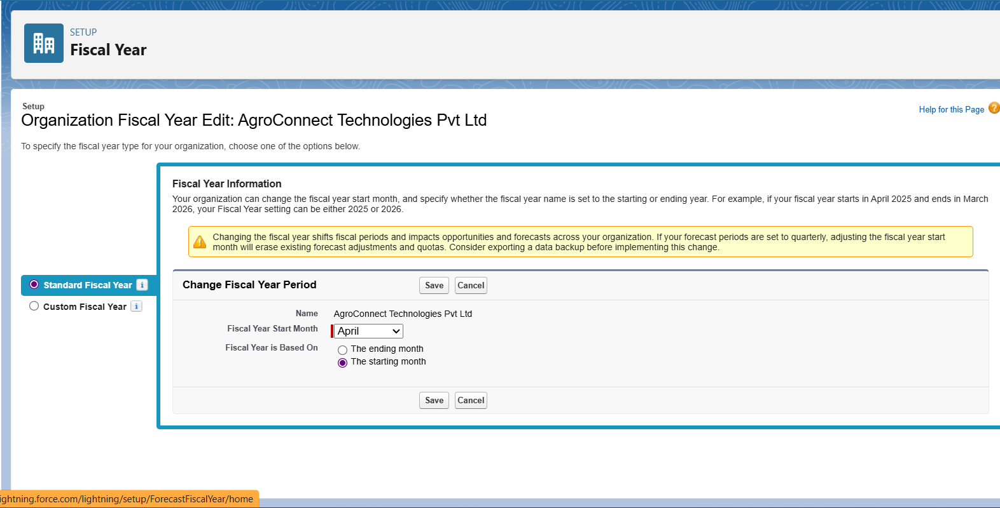 SETUP
Fiscal Year
Setup
Organization Fiscal Year Edit: AgroConnect Technologies Pvt Ltd
Help for this Page ?
To specify the fiscal year type for your organization, choose one of the options below.
Fiscal Year Information
Your organization can change the fiscal year start month, and specify whether the fiscal year name is set to the starting or ending year. For example, if your fiscal year starts in April 2025 and ends in March
2026, your Fiscal Year setting can be either 2025 or 2026.
Changing the fiscal year shifts fiscal periods and impacts opportunities and forecasts across your organization. If your forecast periods are set to quarterly, adjusting the fiscal year start
month will erase existing forecast adjustments and quotas. Consider exporting a data backup before implementing this change.
Standard Fiscal Year i
Custom Fiscal Year i
Change Fiscal Year Period
Save Cancel
Name AgroConnect Technologies Pvt Ltd
Fiscal Year Start Month April
Fiscal Year is Based On The ending month
The starting month
Save Cancel
ightning.force.com/lightning/setup/ForecastFiscalYear/home